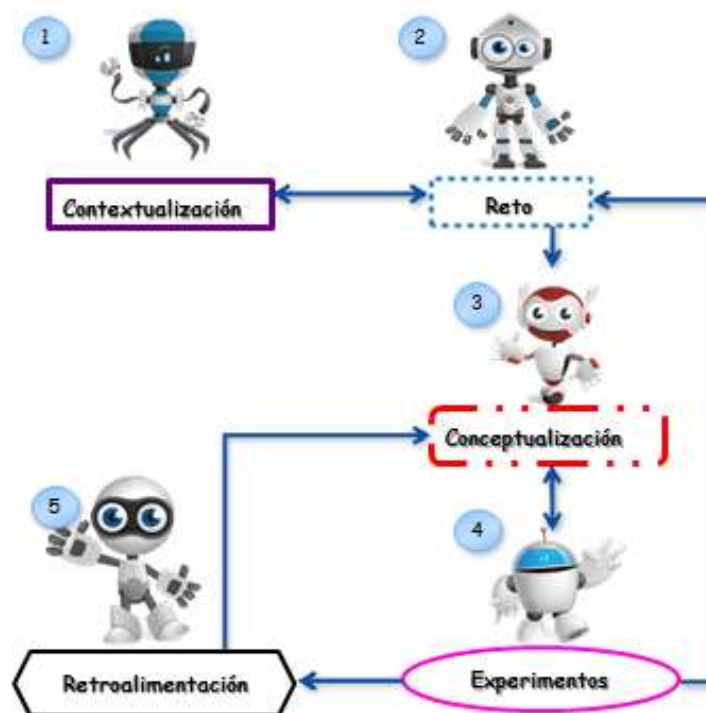 1
2
Contextualización
Reto
3
Conceptualización
5
4
Retroalimentación
Experimentos